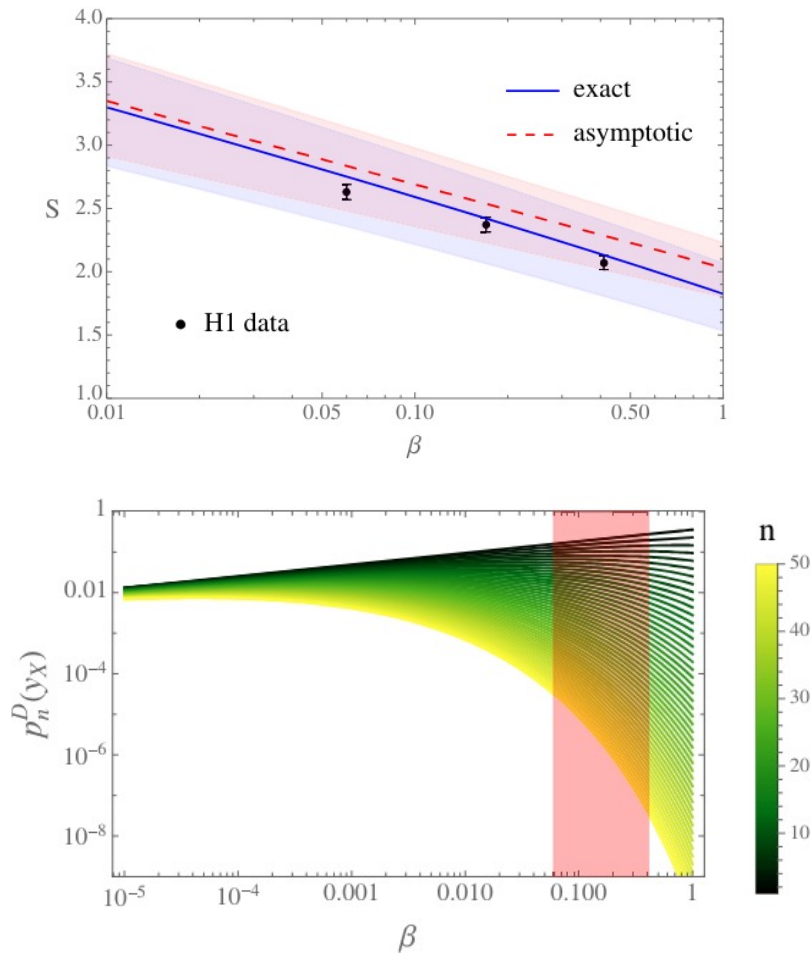 4.0
3.5
3.0
S 2.5
2.0
1.5
1.0
exact
asymptotic
H1 data
0.01 0.05 0.10 0.50 1
β
1
0.01
10⁻⁴
10⁻⁶
10⁻⁸
pₙᴰ(y_X)
10⁻⁵ 10⁻⁴ 0.001 0.010 0.100 1
β
n
50
40
30
20
10